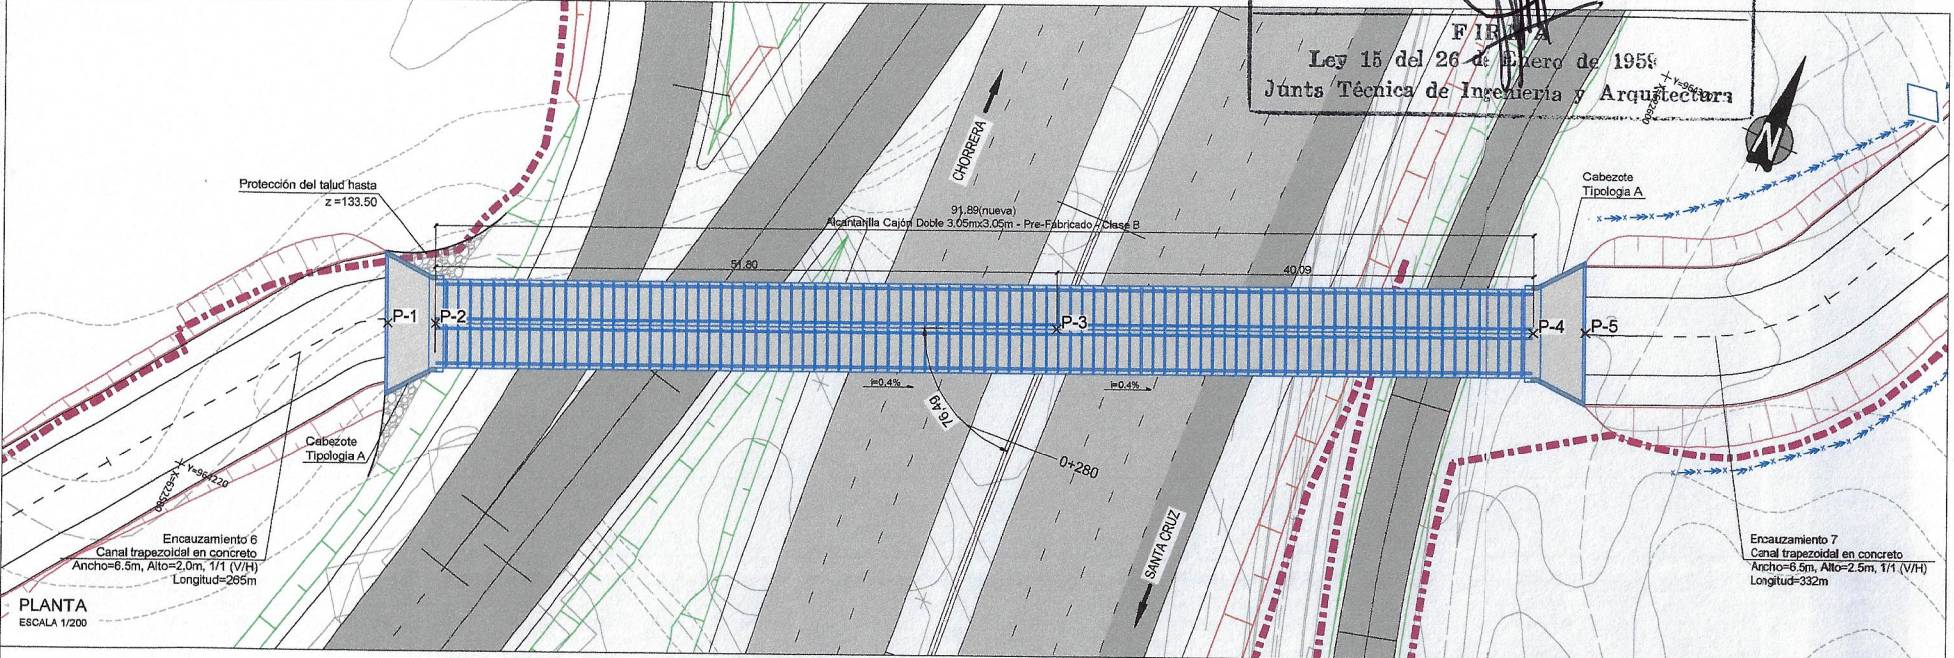 FIRMA
Ley 15 del 26 de Enero de 1959
Junta Técnica de Ingeniería y Arquitectura
N
CHORRERA
Protección del talud hasta
z =133.50
Cabezote
Tipologia A
91.89(nueva)
Alcantarilla Cajón Doble 3.05mx3.05m - Pre-Fabricado - Clase B
51.80
40.09
P-1
P-2
P-3
P-4
P-5
i=0.4%
i=0.4%
76,49
0+280
Cabezote
Tipologia A
Y=964220
X=622580
SANTA CRUZ
Encauzamiento 6
Canal trapezoidal en concreto
Ancho=6.5m, Alto=2,0m, 1/1 (V/H)
Longitud=265m
Encauzamiento 7
Canal trapezoidal en concreto
Ancho=6.5m, Alto=2.5m, 1/1 (V/H)
Longitud=332m
PLANTA
ESCALA 1/200